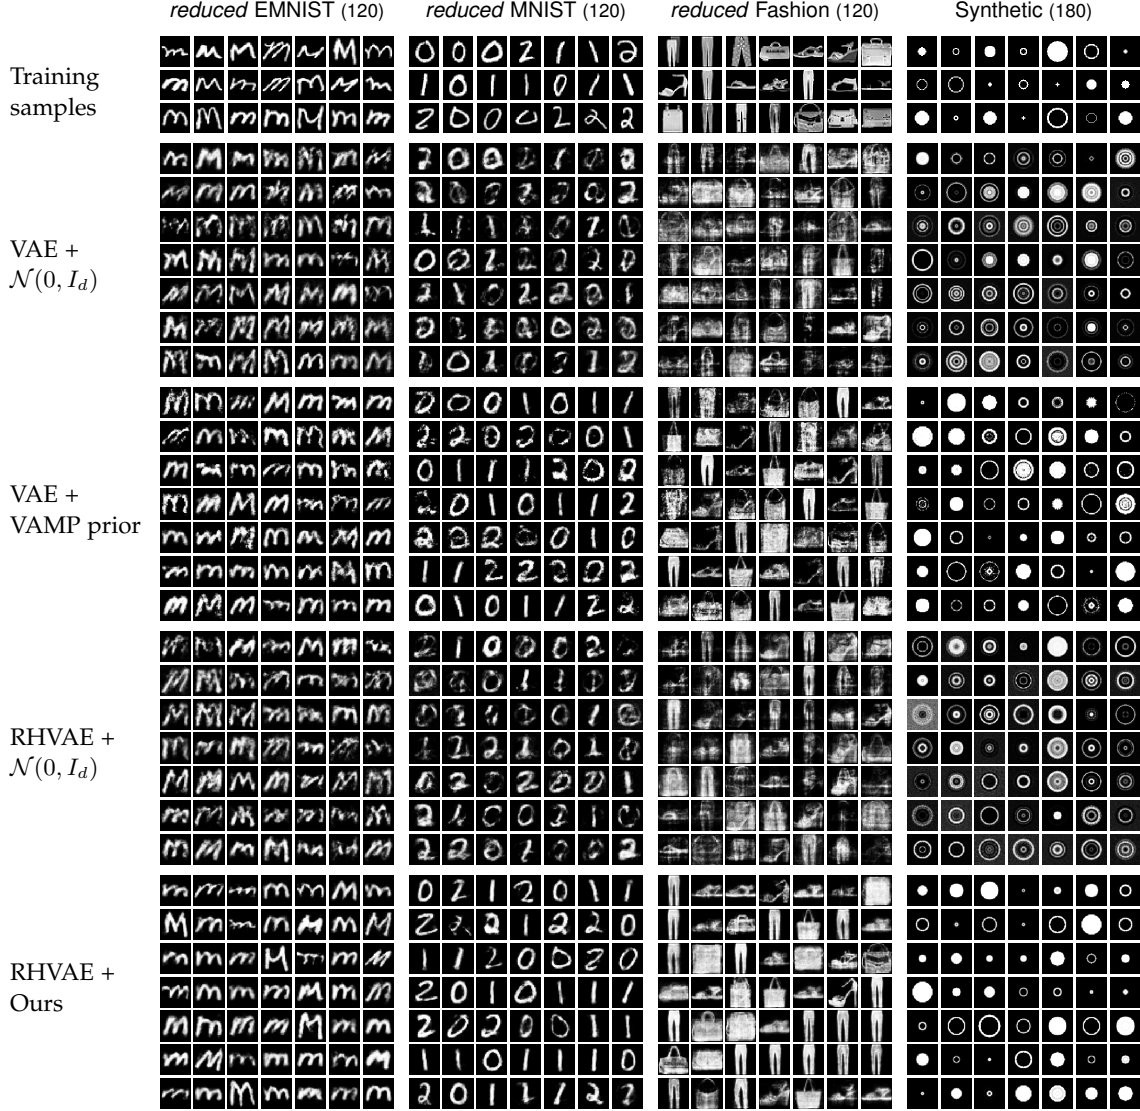 reduced EMNIST (120) reduced MNIST (120) reduced Fashion (120) Synthetic (180)
Training
samples
VAE +
𝒩(0, I_d)
VAE +
VAMP prior
RHVAE +
𝒩(0, I_d)
RHVAE +
Ours